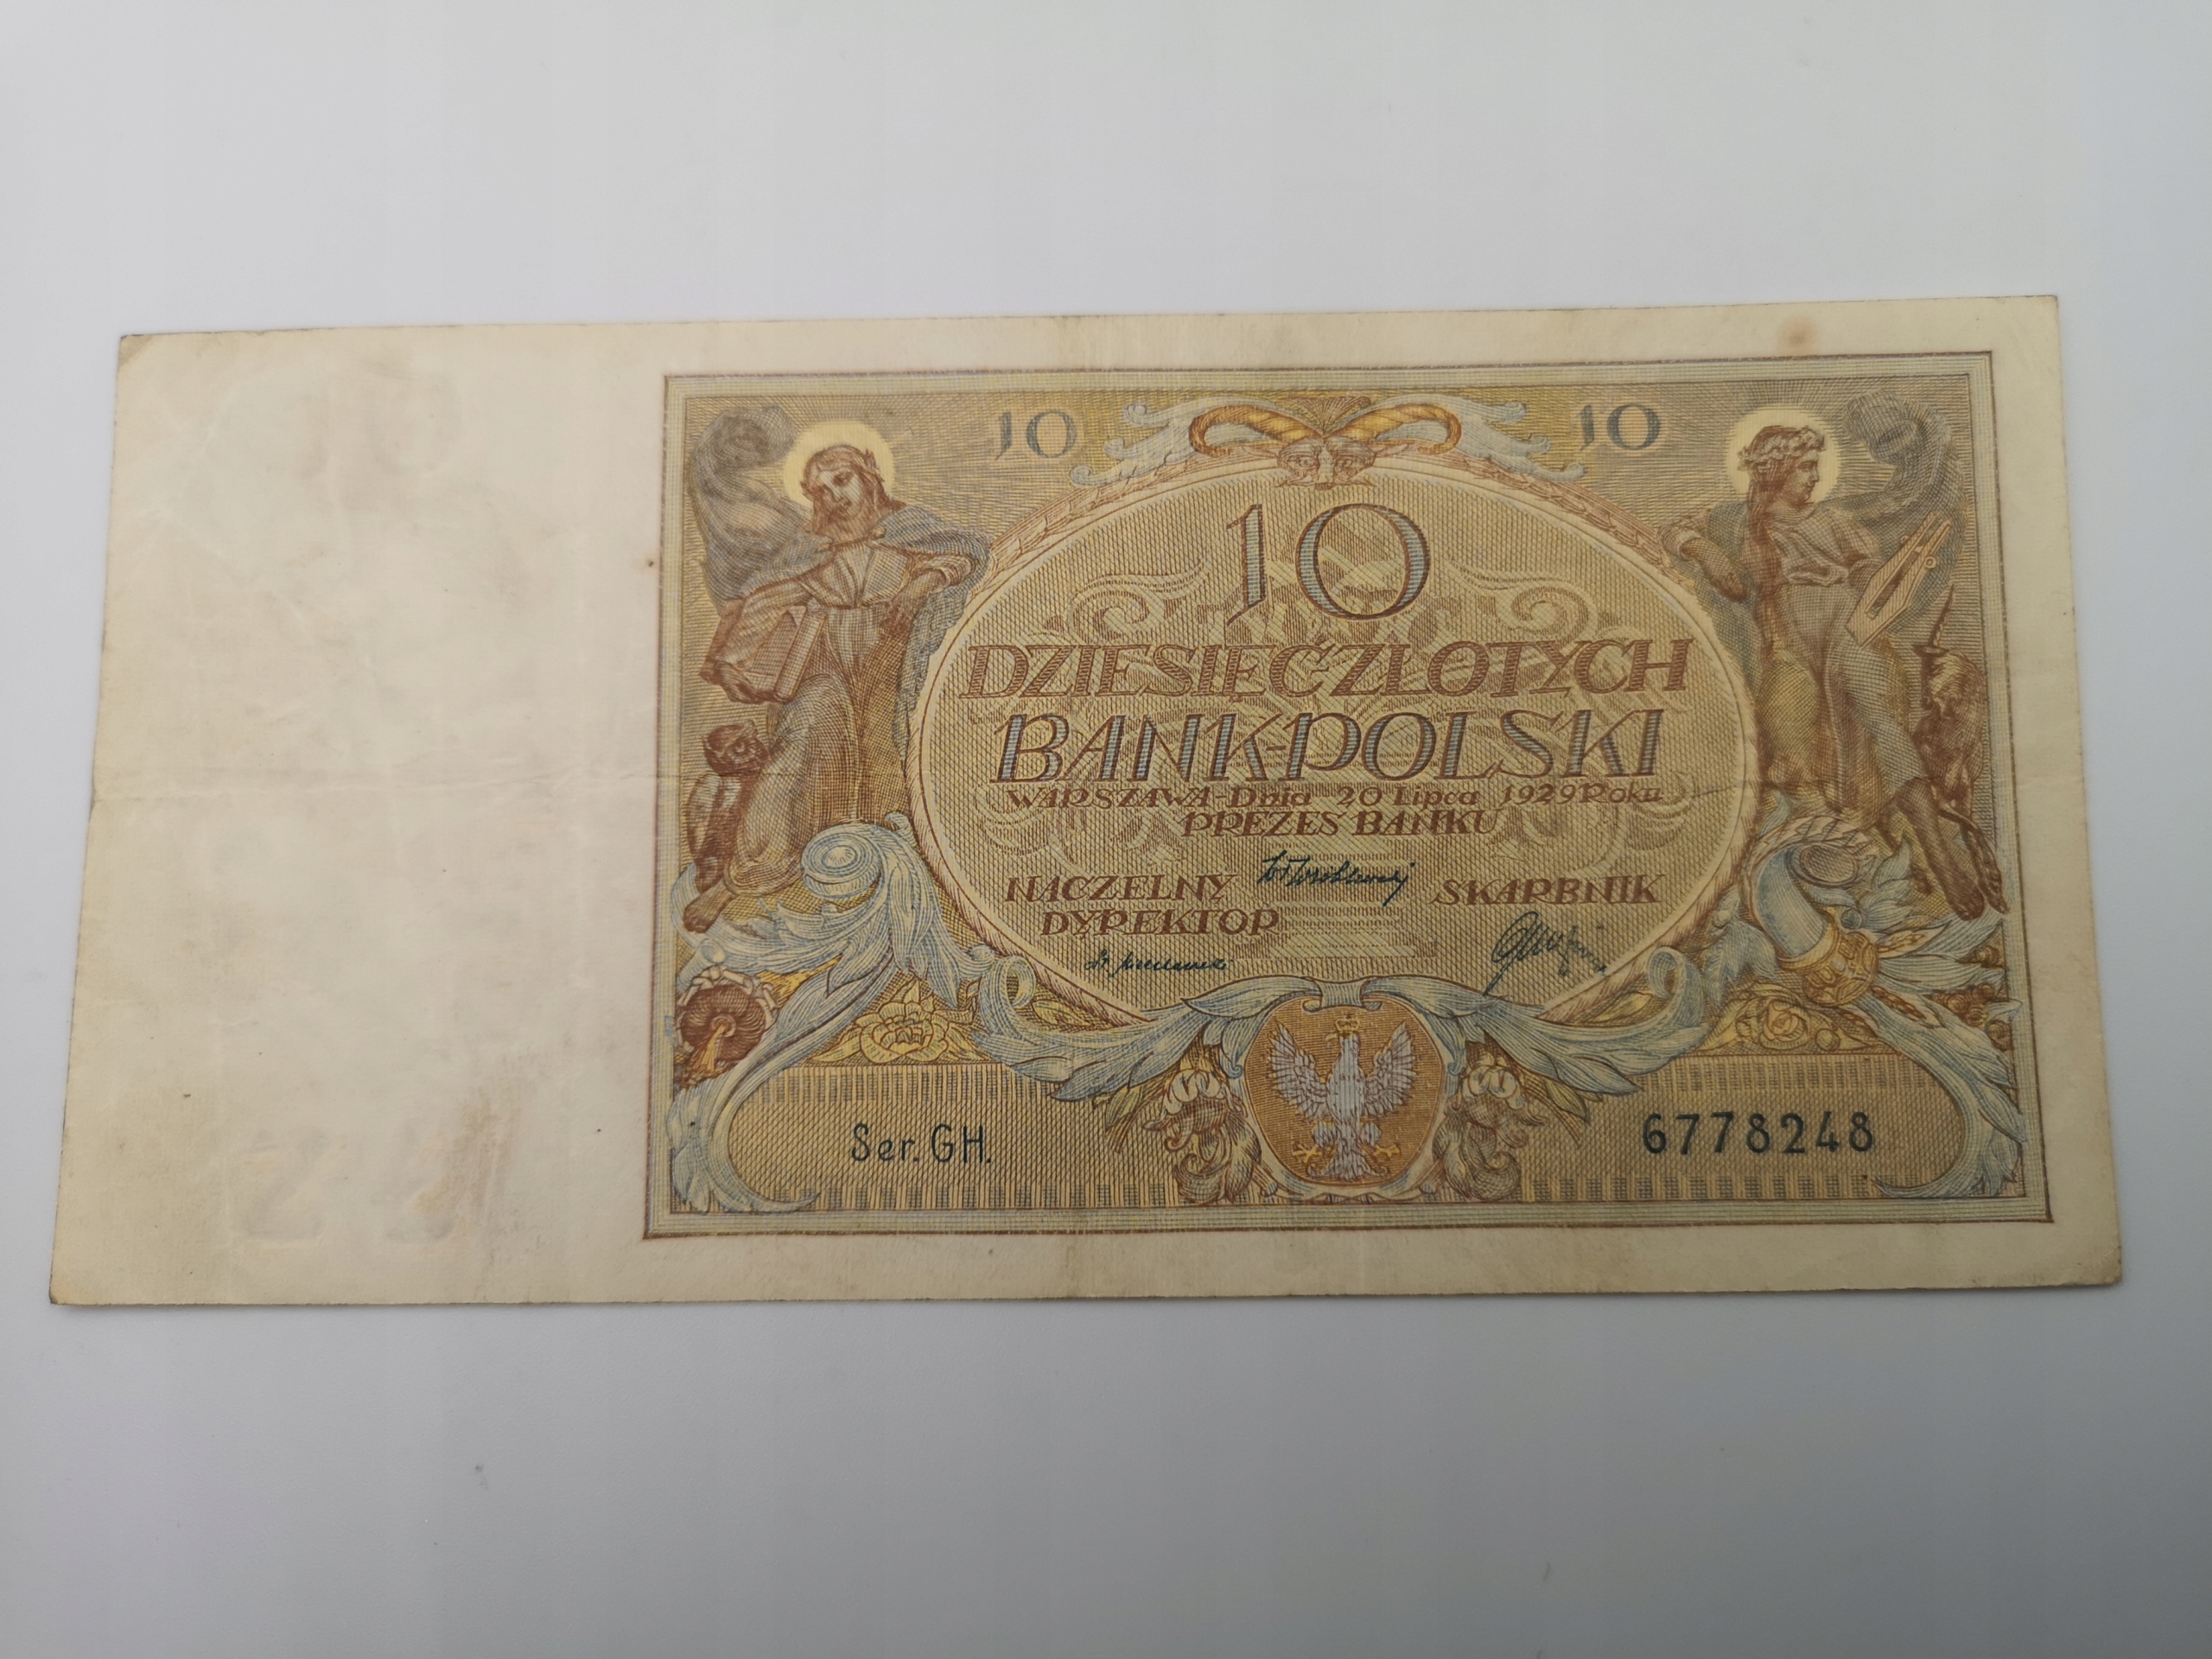 10 10
10
DZIESIĘĆ ZŁOTYCH
BANK-POLSKI
WARSZAWA-Dnia 20 Lipca 1929 Roku
PREZES BANKU
NACZELNY SKARBNIK
DYREKTOR
Ser. GH. 6778248